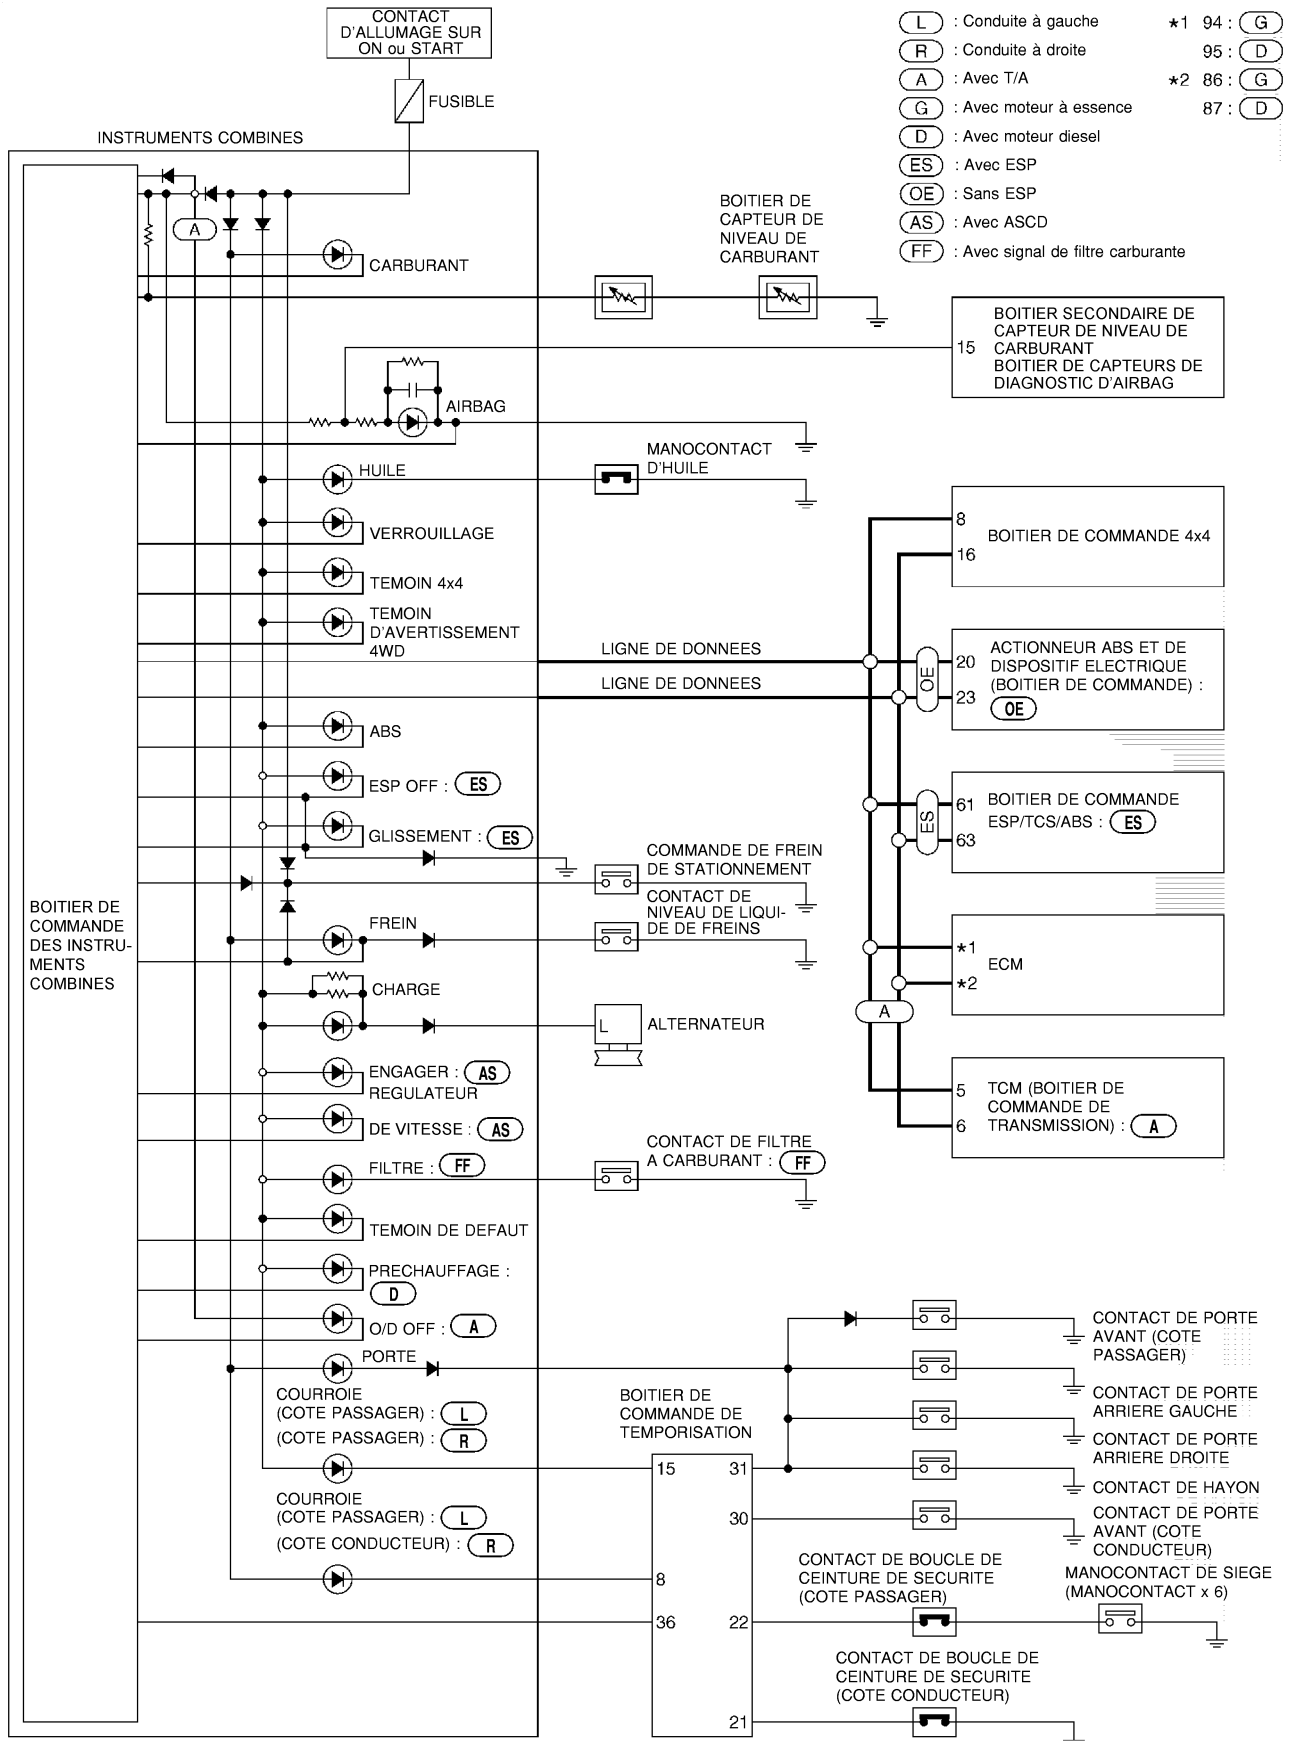 CONTACT
D'ALLUMAGE SUR
ON ou START
FUSIBLE
INSTRUMENTS COMBINES
L : Conduite à gauche
R : Conduite à droite
A : Avec T/A
G : Avec moteur à essence
D : Avec moteur diesel
ES : Avec ESP
OE : Sans ESP
AS : Avec ASCD
FF : Avec signal de filtre carburante
*1 94 : G
95 : D
*2 86 : G
87 : D
A
CARBURANT
BOITIER DE
CAPTEUR DE
NIVEAU DE
CARBURANT
15
BOITIER SECONDAIRE DE
CAPTEUR DE NIVEAU DE
CARBURANT
BOITIER DE CAPTEURS DE
DIAGNOSTIC D'AIRBAG
AIRBAG
HUILE
MANOCONTACT
D'HUILE
VERROUILLAGE
TEMOIN 4x4
TEMOIN
D'AVERTISSEMENT
4WD
LIGNE DE DONNEES
LIGNE DE DONNEES
8
16
BOITIER DE COMMANDE 4x4
OE
20
23
ACTIONNEUR ABS ET DE
DISPOSITIF ELECTRIQUE
(BOITIER DE COMMANDE) :
OE
ABS
ESP OFF : ES
GLISSEMENT : ES
ES
61
63
BOITIER DE COMMANDE
ESP/TCS/ABS : ES
COMMANDE DE FREIN
DE STATIONNEMENT
CONTACT DE
NIVEAU DE LIQUI-
DE DE FREINS
BOITIER DE
COMMANDE
DES INSTRU-
MENTS
COMBINES
FREIN
*1
*2
ECM
A
CHARGE
L
ALTERNATEUR
5
6
TCM (BOITIER DE
COMMANDE DE
TRANSMISSION) : A
ENGAGER : AS
REGULATEUR
DE VITESSE : AS
CONTACT DE FILTRE
A CARBURANT : FF
FILTRE : FF
TEMOIN DE DEFAUT
PRECHAUFFAGE :
D
O/D OFF : A
PORTE
COURROIE
(COTE PASSAGER) : L
(COTE PASSAGER) : R
COURROIE
(COTE PASSAGER) : L
(COTE CONDUCTEUR) : R
BOITIER DE
COMMANDE DE
TEMPORISATION
15
8
36
31
30
22
21
CONTACT DE PORTE
AVANT (COTE
PASSAGER)
CONTACT DE PORTE
ARRIERE GAUCHE
CONTACT DE PORTE
ARRIERE DROITE
CONTACT DE HAYON
CONTACT DE PORTE
AVANT (COTE
CONDUCTEUR)
CONTACT DE BOUCLE DE
CEINTURE DE SECURITE
(COTE PASSAGER)
MANOCONTACT DE SIEGE
(MANOCONTACT x 6)
CONTACT DE BOUCLE DE
CEINTURE DE SECURITE
(COTE CONDUCTEUR)